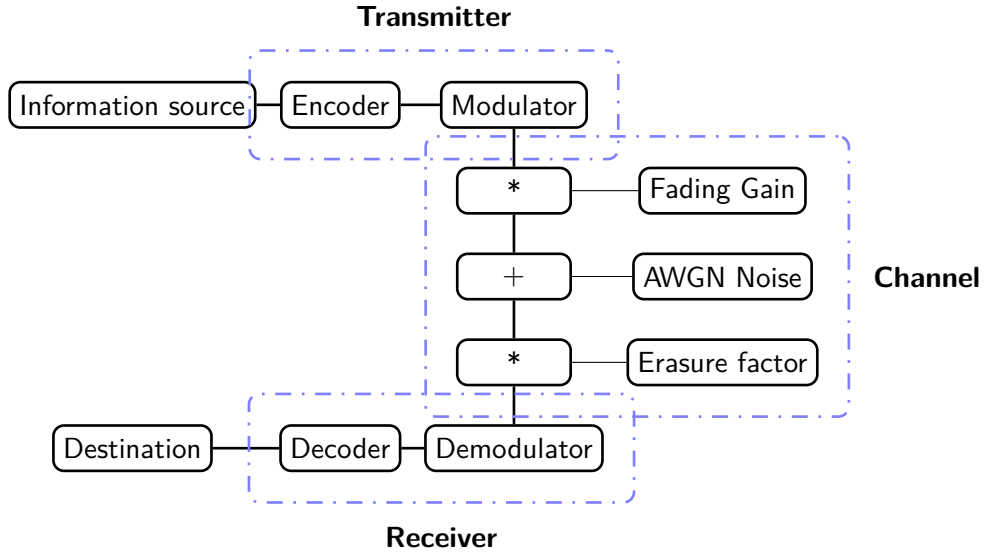 Transmitter
Information source
Encoder
Modulator
*
Fading Gain
+
AWGN Noise
Channel
*
Erasure factor
Destination
Decoder
Demodulator
Receiver